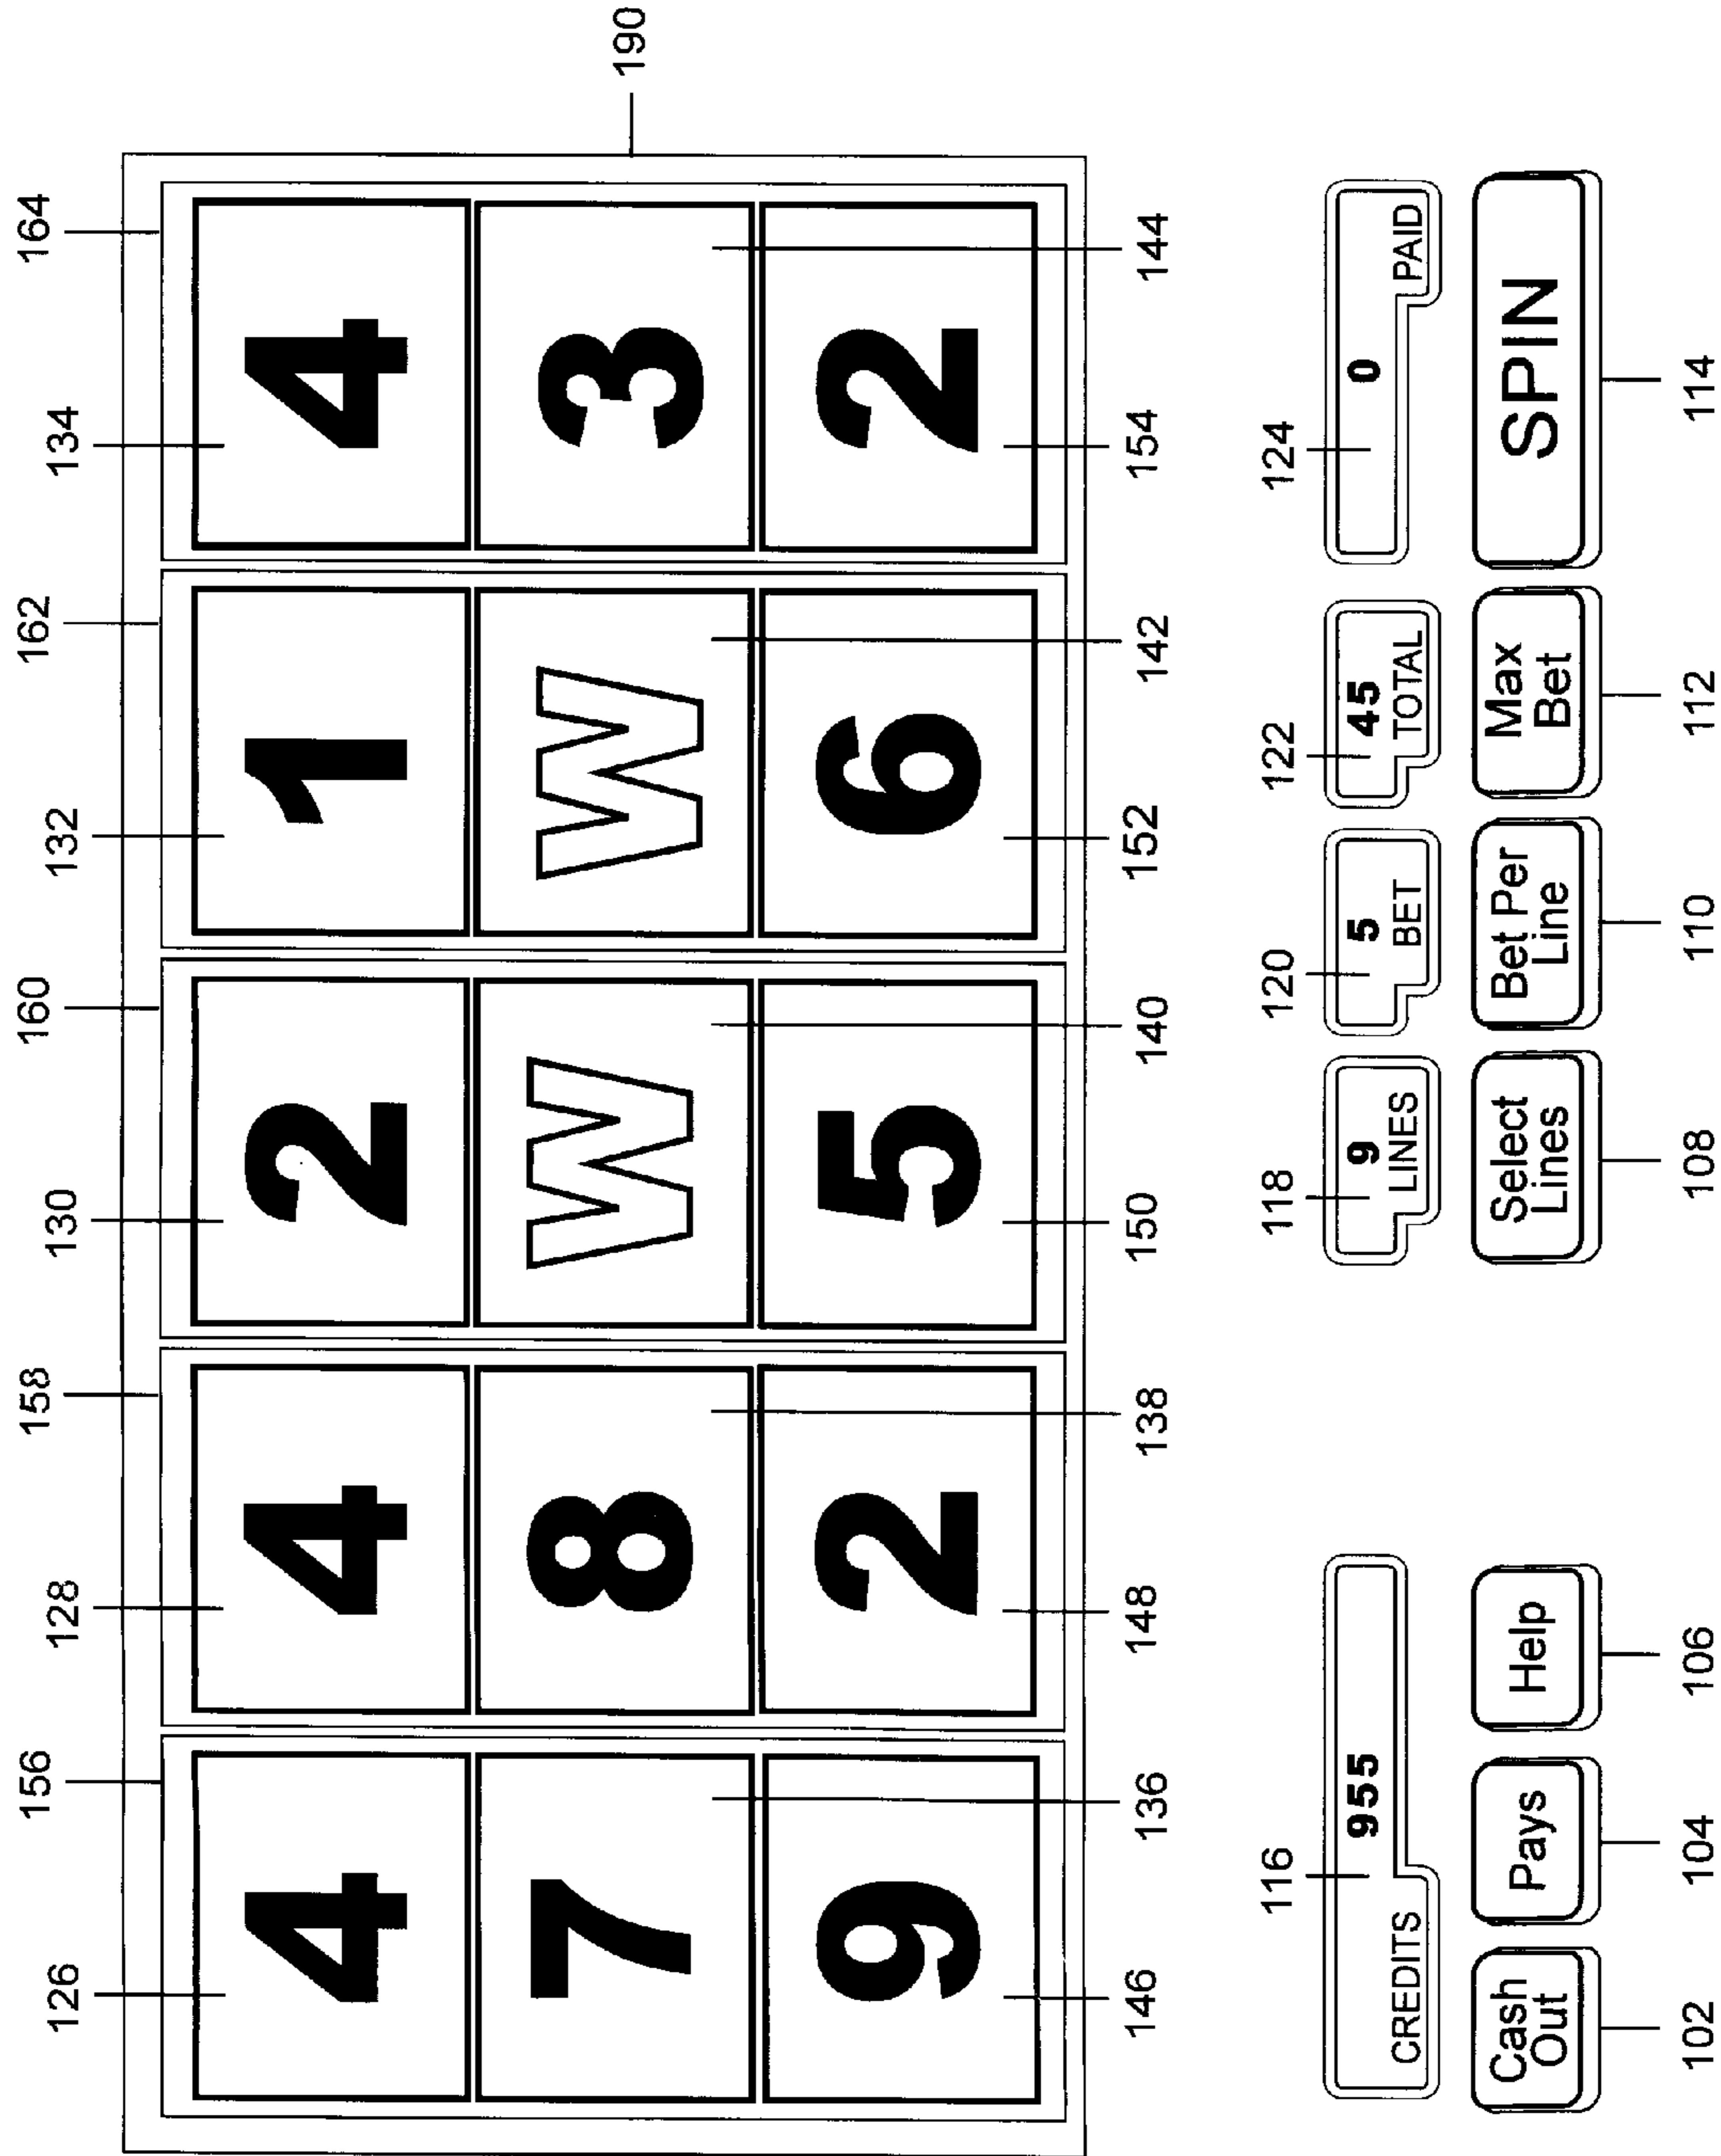 156 158 160 162 164
126 128 130 132 134
4 4 2 1 4
7 8 W W 3
190
9 2 5 6 2
136 138 140 142 144
146 148 150 152 154
116 118 120 122 124
955 9 5 45 0
CREDITS LINES BET TOTAL PAID
Cash Pays Help Select Bet Per Max SPIN
Out Lines Line Bet
102 104 106 108 110 112 114